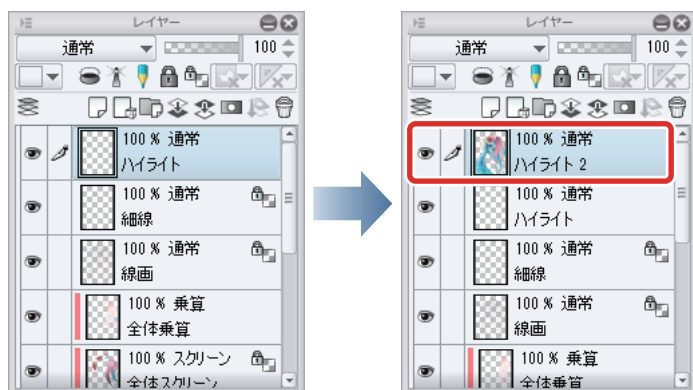 レイヤー
通常 100
100 % 通常
ハイライト
100 % 通常
細線
100 % 通常
線画
100 % 乗算
全体乗算
100 % スクリーン
全体スクリーン
レイヤー
通常 100
100 % 通常
ハイライト 2
100 % 通常
ハイライト
100 % 通常
細線
100 % 通常
線画
100 % 乗算
全体乗算